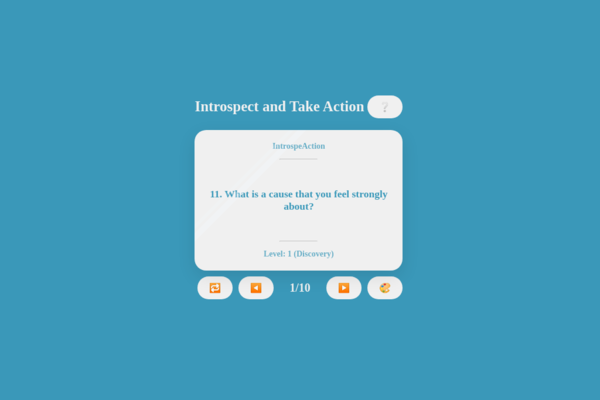 Introspect and Take Action ❔
IntrospeAction
11. What is a cause that you feel strongly
about?
Level: 1 (Discovery)
1/10